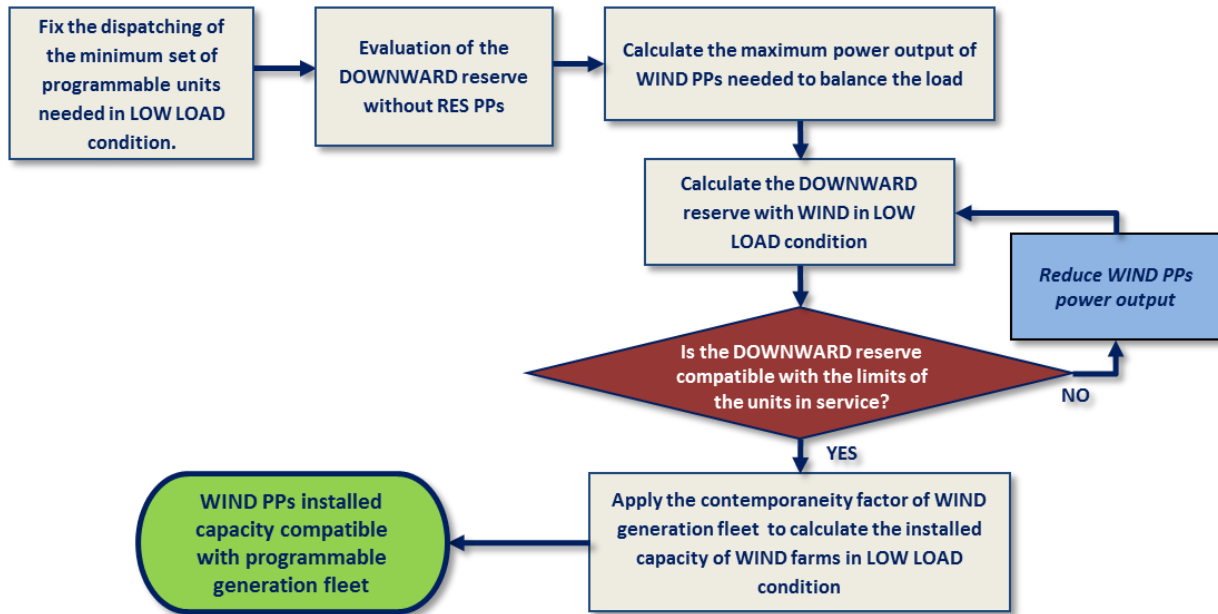 Fix the dispatching
of the
minimum set of
programmable units
needed in LOW LOAD
condition.
Evaluation of the
DOWNWARD reserve
without RES PPs
Calculate the maximum power output of
WIND PPs needed to balance the load
Calculate the DOWNWARD
reserve with WIND in LOW
LOAD condition
Reduce WIND PPs
power output
Is the DOWNWARD reserve
compatible with the limits of
the units in service?
NO
YES
Apply the contemporaneity factor of WIND
generation fleet to calculate the installed
capacity of WIND farms in LOW LOAD
condition
WIND PPs installed
capacity compatible
with programmable
generation fleet